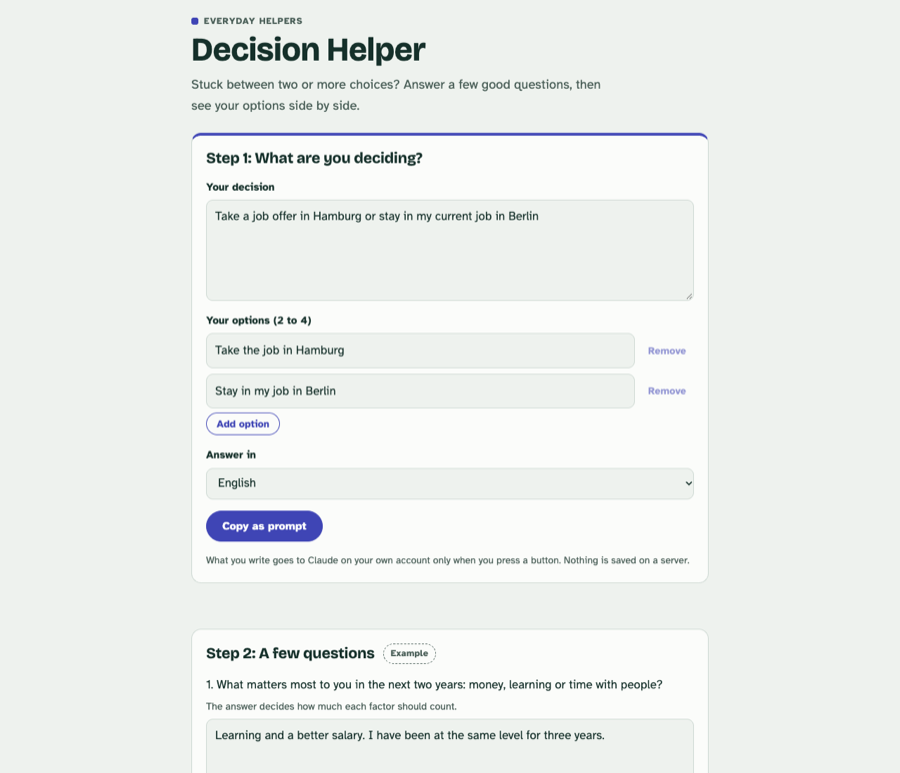 EVERYDAY HELPERS
Decision Helper
Stuck between two or more choices? Answer a few good questions, then
see your options side by side.
Step 1: What are you deciding?
Your decision
Take a job offer in Hamburg or stay in my current job in Berlin
Your options (2 to 4)
Take the job in Hamburg
Remove
Stay in my job in Berlin
Remove
Add option
Answer in
English
Copy as prompt
What you write goes to Claude on your own account only when you press a button. Nothing is saved on a server.
Step 2: A few questions
Example
1. What matters most to you in the next two years: money, learning or time with people?
The answer decides how much each factor should count.
Learning and a better salary. I have been at the same level for three years.